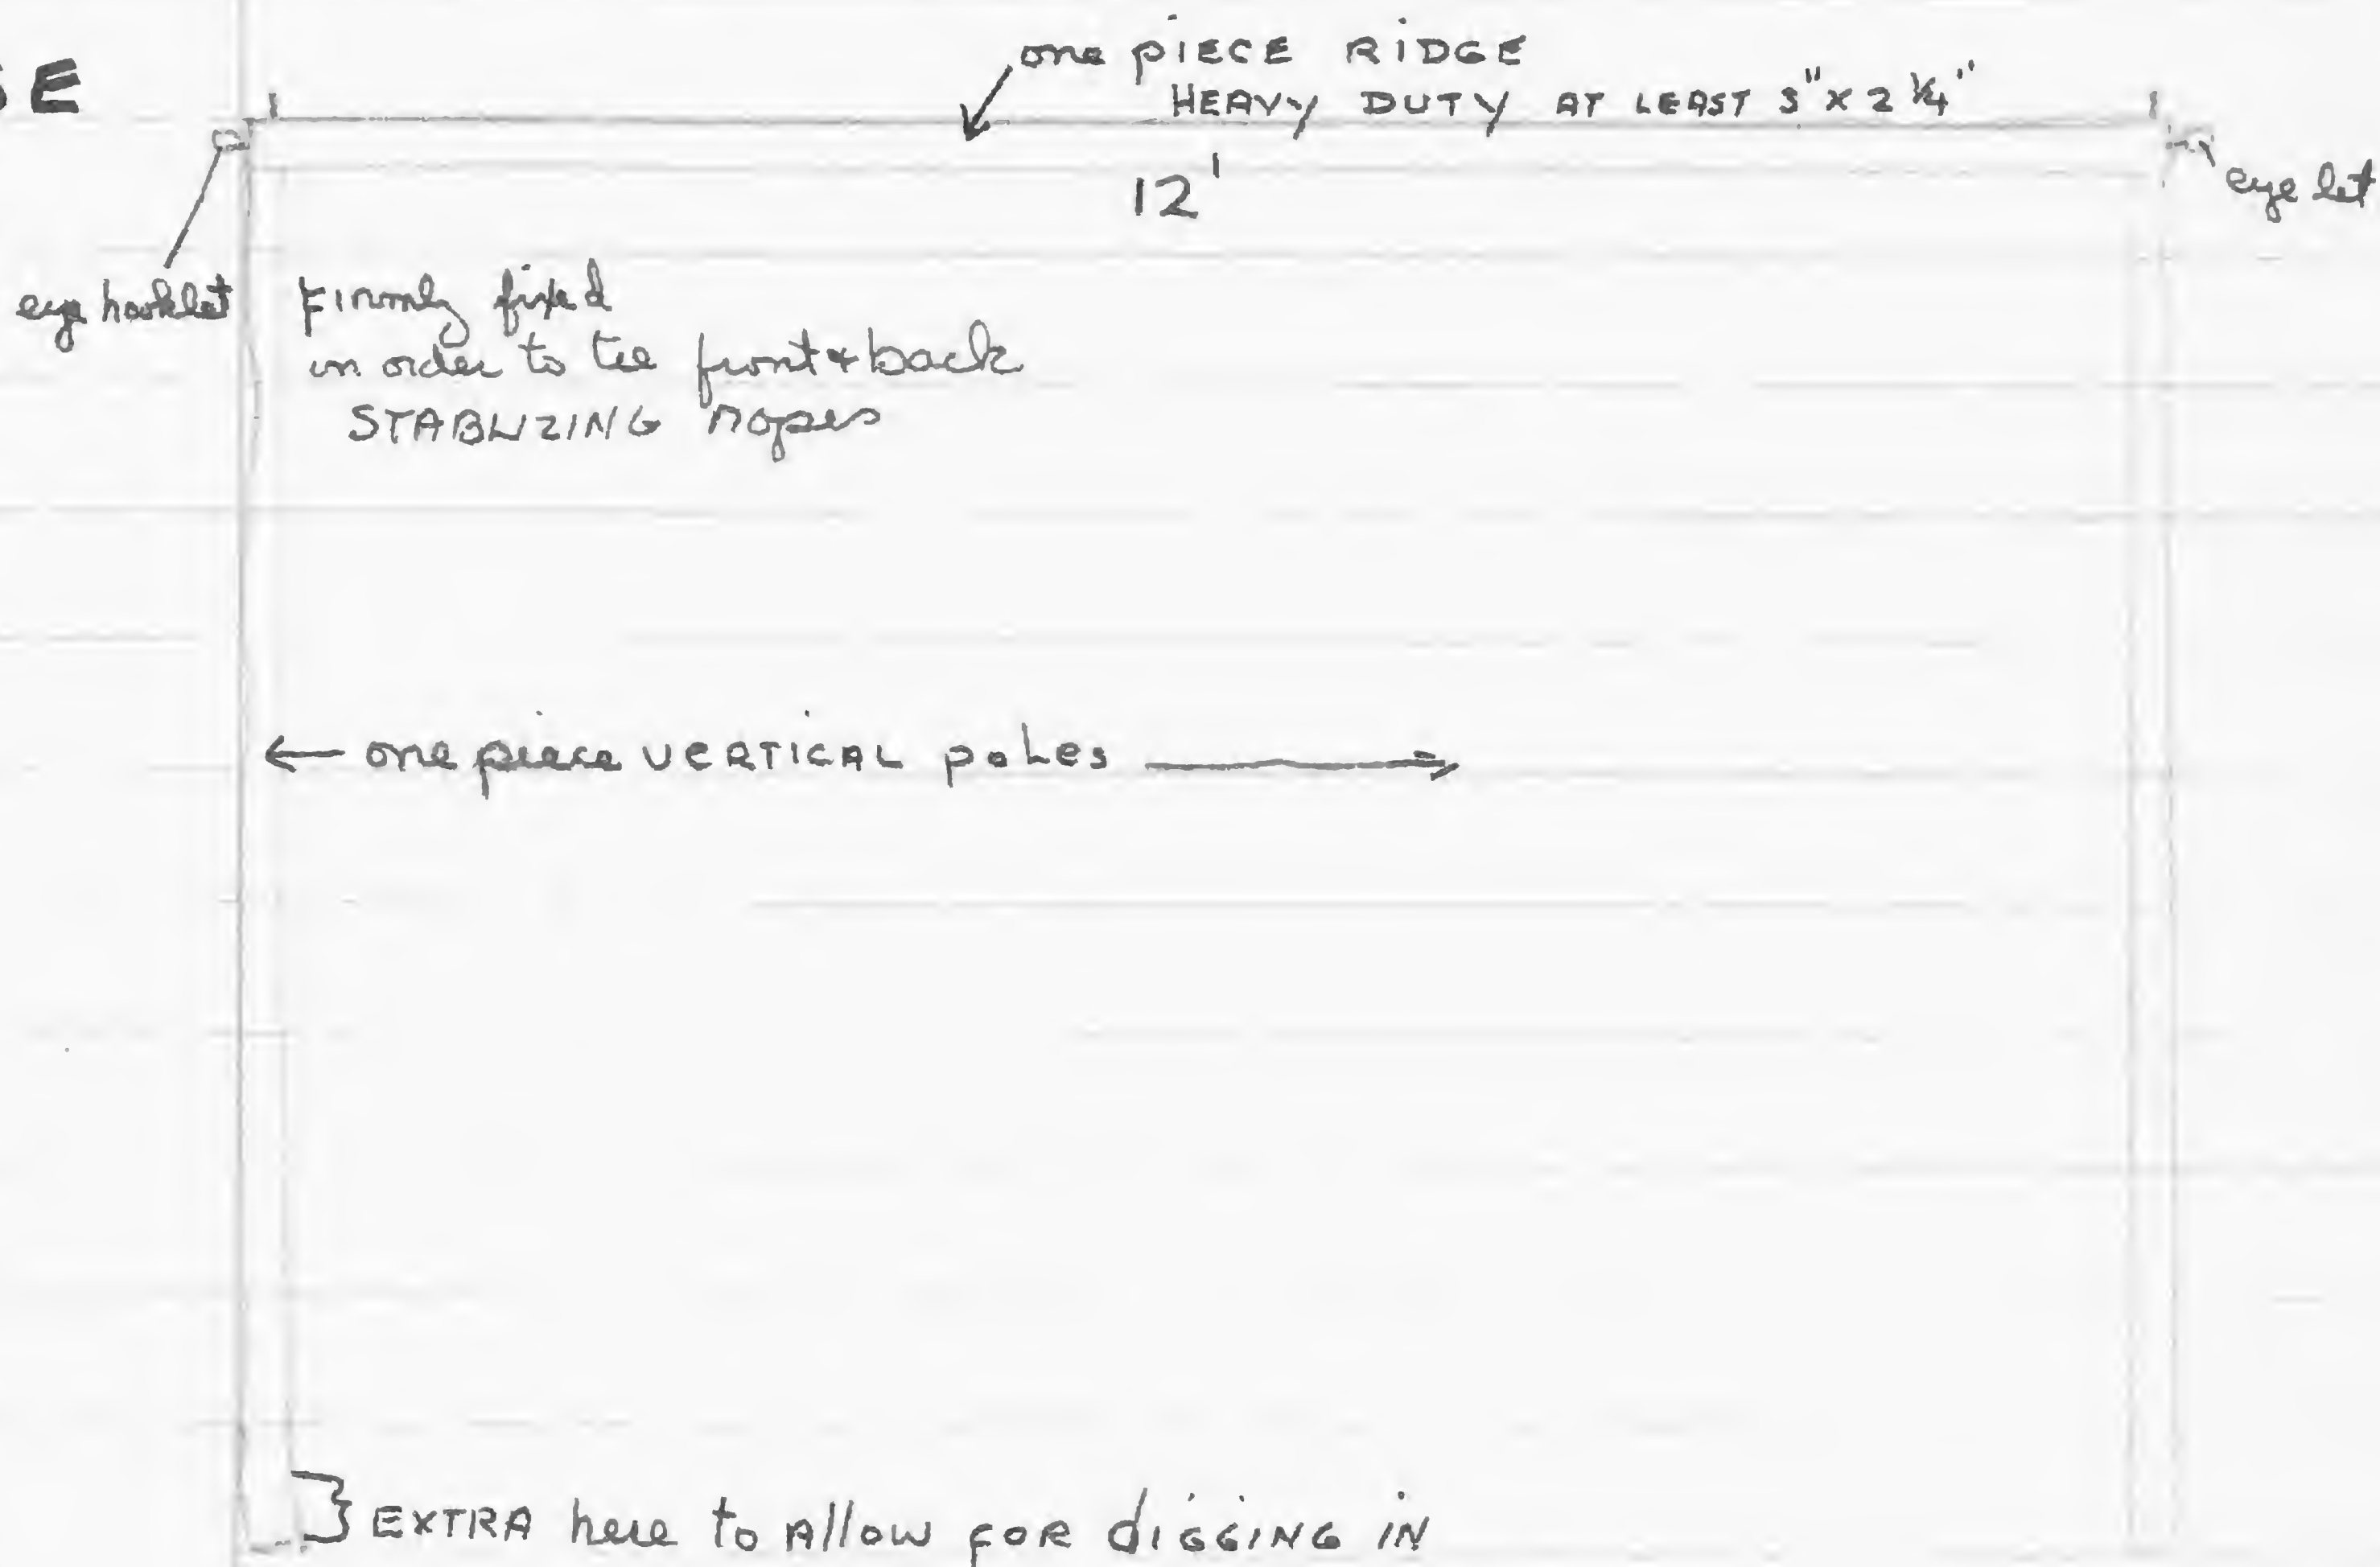 SE
one piece RIDGE
HEAVY DUTY AT LEAST 3" x 2 1/4"
12'
eye let
eye hooklet
Firmly fixed
in order to tie front + back
STABLIZING ropes
← one piece VERTICAL poles →
EXTRA here to Allow FOR diGGING IN